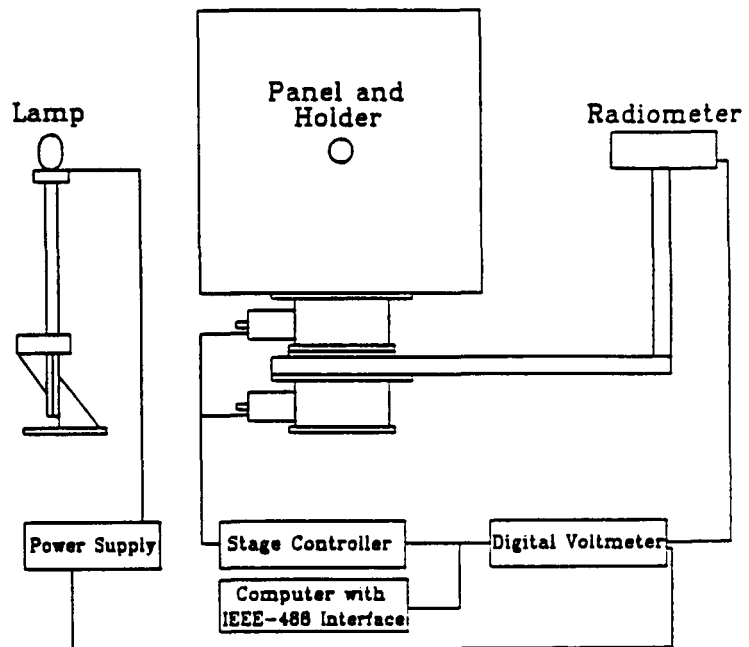 Panel and
Holder
Lamp
Radiometer
Power Supply
Stage Controller
Digital Voltmeter
Computer with
IEEE-488 Interface